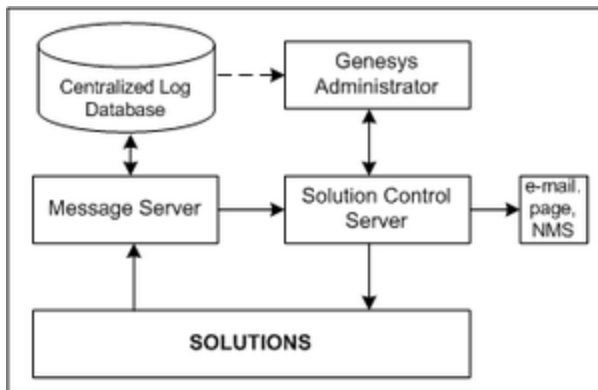 Centralized Log
Database
Genesys
Administrator
Message Server
Solution Control
Server
e-mail.
page,
NMS
SOLUTIONS